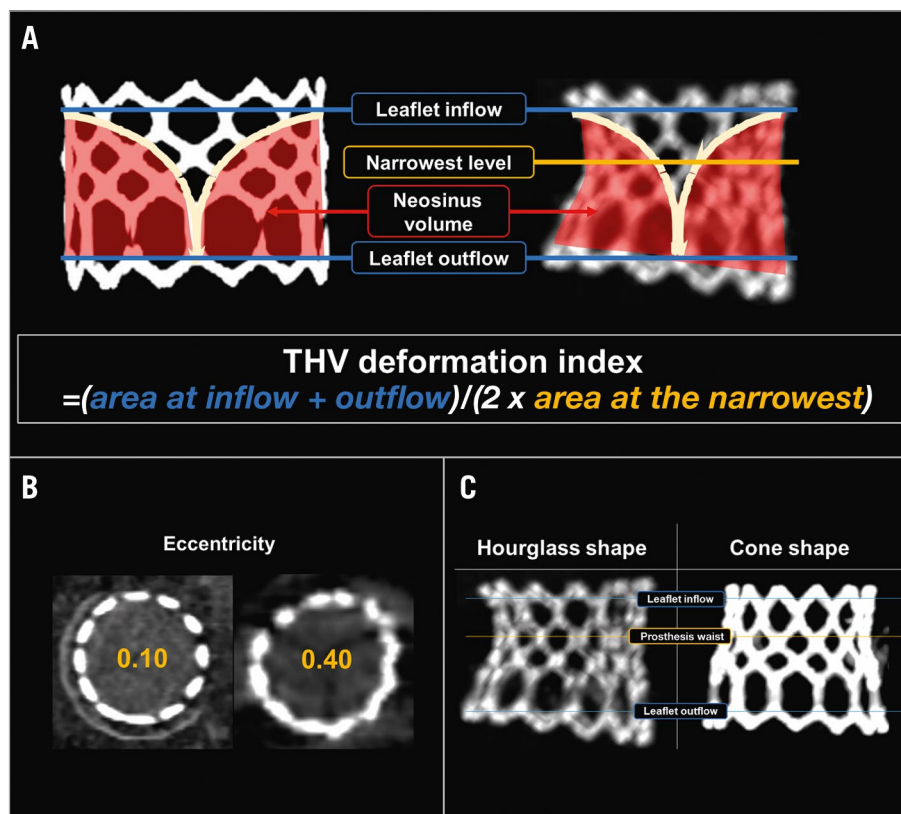 A
Leaflet inflow
Narrowest level
Neosinus
volume
Leaflet outflow
THV deformation index
=(area at inflow + outflow)/(2 x area at the narrowest)
B
Eccentricity
0.10
0.40
C
Hourglass shape
Cone shape
Leaflet inflow
Prosthesis waist
Leaflet outflow